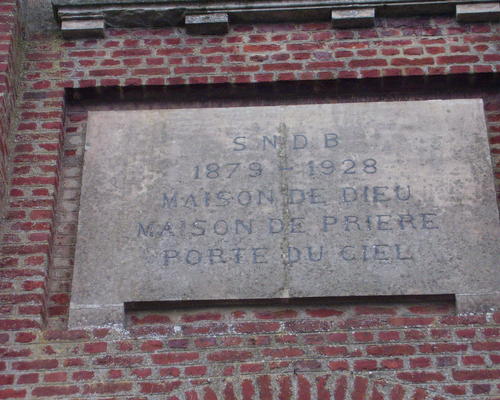 S N D B
1879 - 1928
MAISON DE DIEU
MAISON DE PRIERE
PORTE DU CIEL